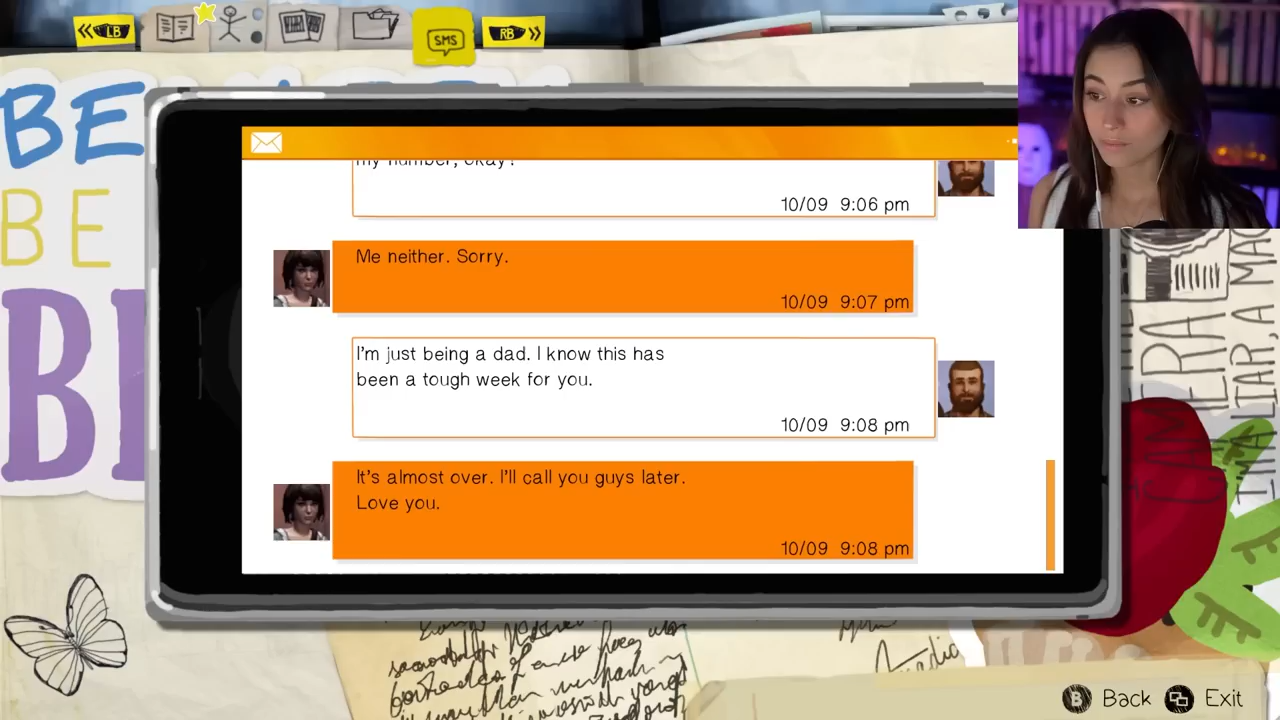 LB
SMS
RB
BE
BE
BE
my number, okay?
10/09 9:06 pm
Me neither. Sorry.
10/09 9:07 pm
I'm just being a dad. I know this has
been a tough week for you.
10/09 9:08 pm
It's almost over. I'll call you guys later.
Love you.
10/09 9:08 pm
B Back
Exit